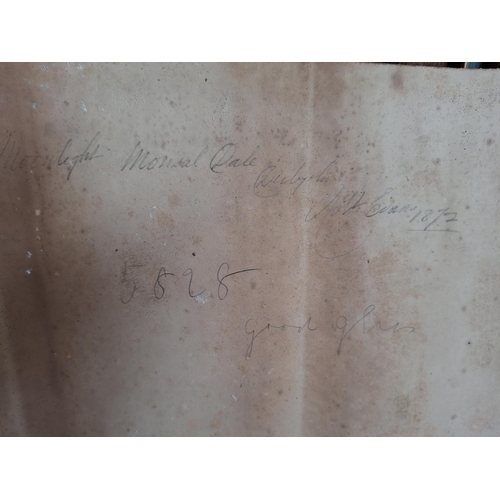 Moonlight Monsal Dale
Derbyshire
1872
5828
good glass